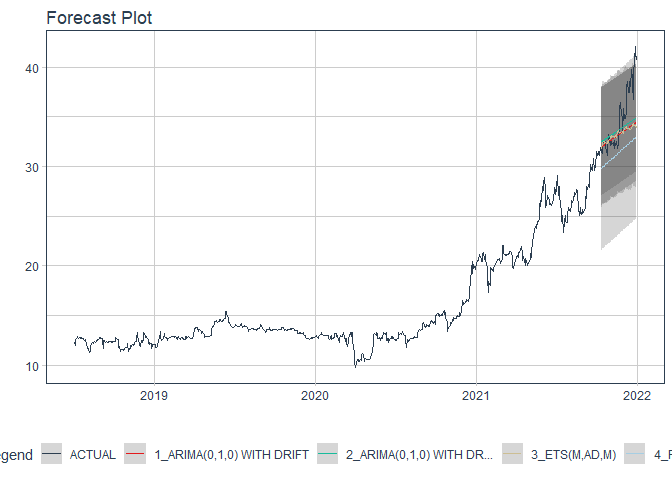 Forecast Plot
40
30
20
10
2019 2020 2021 2022
egend ACTUAL 1_ARIMA(0,1,0) WITH DRIFT 2_ARIMA(0,1,0) WITH DR... 3_ETS(M,AD,M) 4_F